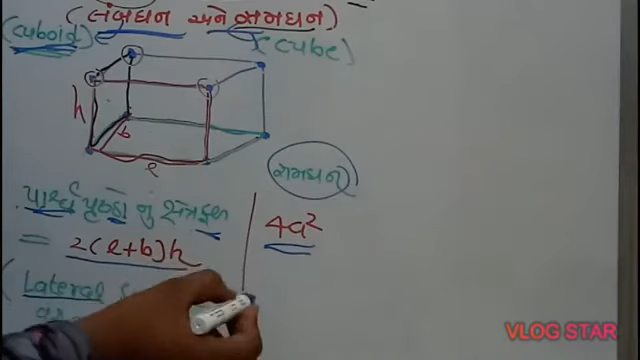 (લંબઘન અને સમઘન)
(cuboid)
(cube)
h
b
l
સમઘન
પાર્શ્વ પૃષ્ઠો નું ક્ષેત્રફળ
= 2(l+b)h
4a²
(Lateral
VLOG STAR